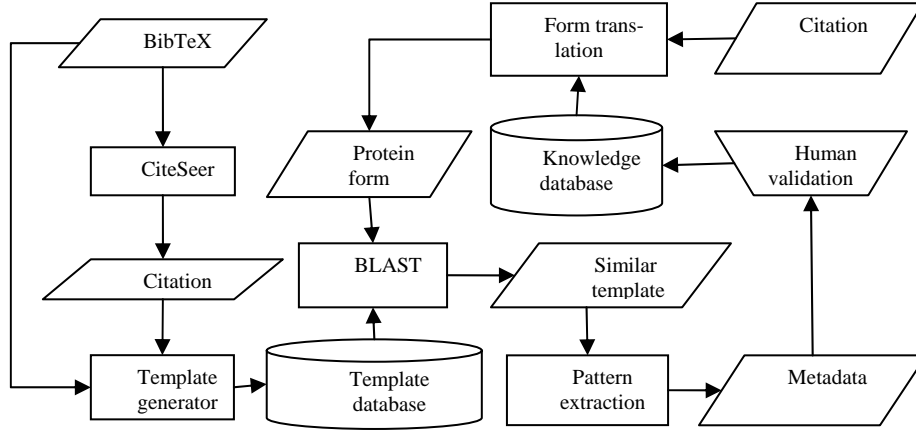 BibTeX
Form trans-
lation
Citation
CiteSeer
Protein
form
Knowledge
database
Human
validation
Citation
BLAST
Similar
template
Template
generator
Template
database
Pattern
extraction
Metadata